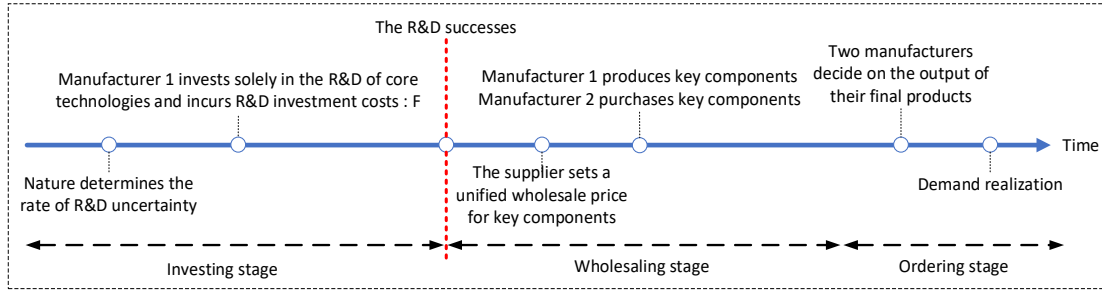 The R&D successes
Manufacturer 1 invests solely in the R&D of core
technologies and incurs R&D investment costs : F
Manufacturer 1 produces key components
Manufacturer 2 purchases key components
Two manufacturers
decide on the output of
their final products
Time
Nature determines the
rate of R&D uncertainty
The supplier sets a
unified wholesale price
for key components
Demand realization
Investing stage
Wholesaling stage
Ordering stage